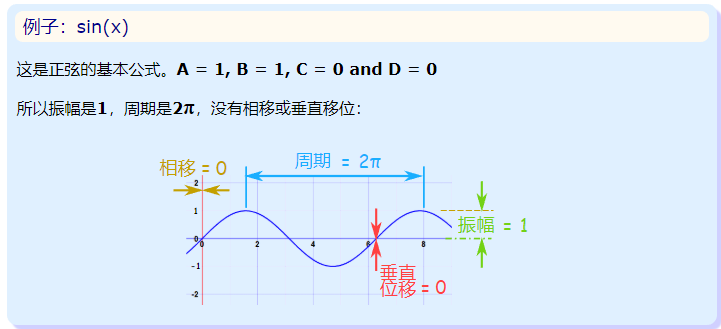 例子：sin(x)
这是正弦的基本公式。A = 1, B = 1, C = 0 and D = 0
所以振幅是1，周期是2π，没有相移或垂直移位：
周期 = 2π
相移 = 0
2
1
振幅 = 1
0
0 2 4 6 8
-1
垂直
位移 = 0
-2